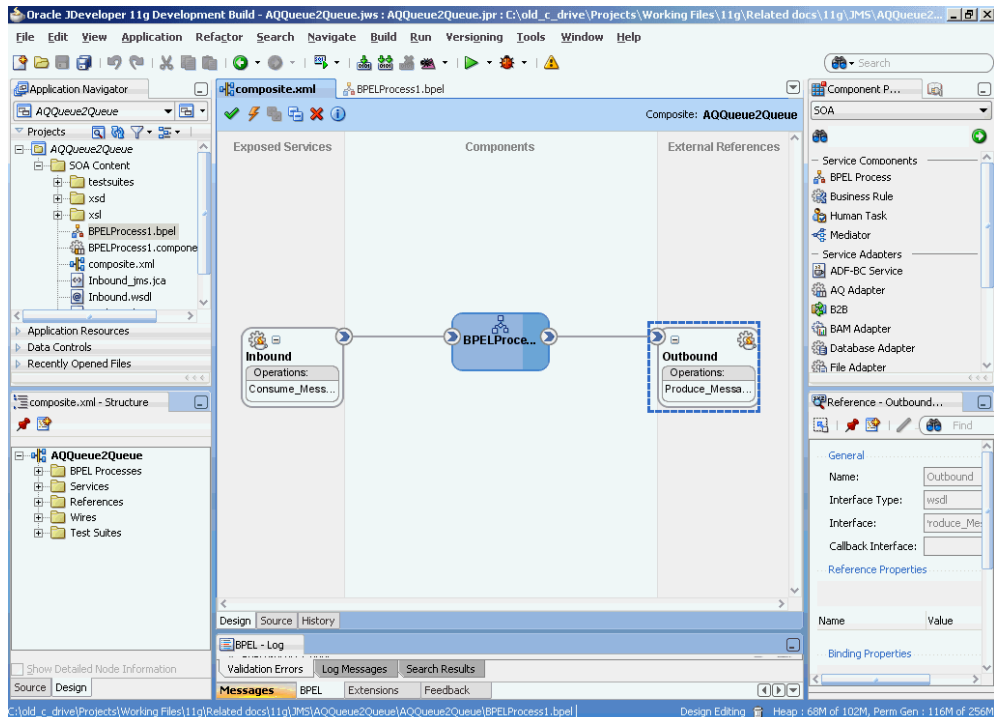 Oracle JDeveloper 11g Development Build - AQQueue2Queue.jws : AQQueue2Queue.jpr : C:\old_c_drive\Projects\Working Files\11g\Related docs\11g\JMS\AQQueue2...
File Edit View Application Refactor Search Navigate Build Run Versioning Tools Window Help
Search
Application Navigator
AQQueue2Queue
Projects
AQQueue2Queue
SOA Content
testsuites
xsd
xsl
BPELProcess1.bpel
BPELProcess1.compone
composite.xml
Inbound_jms.jca
Inbound.wsdl
Application Resources
Data Controls
Recently Opened Files
composite.xml - Structure
AQQueue2Queue
BPEL Processes
Services
References
Wires
Test Suites
Show Detailed Node Information
Source Design
composite.xml BPELProcess1.bpel
Composite: AQQueue2Queue
Exposed Services Components External References
Inbound
Operations:
Consume_Mess...
BPELProce...
Outbound
Operations:
Produce_Messa...
Design Source History
BPEL - Log
Validation Errors Log Messages Search Results
Messages BPEL Extensions Feedback
Component P...
SOA
Service Components
BPEL Process
Business Rule
Human Task
Mediator
Service Adapters
ADF-BC Service
AQ Adapter
B2B
BAM Adapter
Database Adapter
File Adapter
Reference - Outbound...
Find
General
Name: Outbound
Interface Type: wsdl
Interface: roduce_Me
Callback Interface:
Reference Properties
Name Value
Binding Properties
C:\old_c_drive\Projects\Working Files\11g\Related docs\11g\JMS\AQQueue2Queue\AQQueue2Queue\BPELProcess1.bpel Design Editing Heap : 68M of 102M, Perm Gen : 116M of 256M